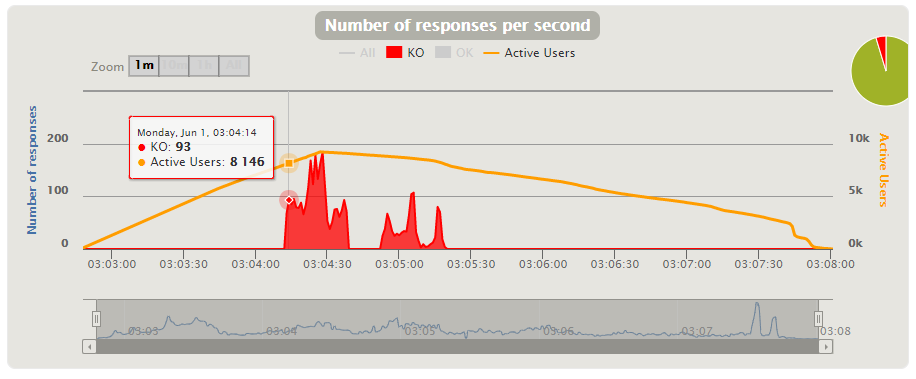 Number of responses per second
All KO OK Active Users
Zoom 1m 10m 1h All
Number of responses
200
100
0
Monday, Jun 1, 03:04:14
● KO: 93
● Active Users: 8 146
10k
5k
0k
Active Users
03:03:00 03:03:30 03:04:00 03:04:30 03:05:00 03:05:30 03:06:00 03:06:30 03:07:00 03:07:30 03:08:00
03:03 03:04 03:05 03:06 03:07 03:08